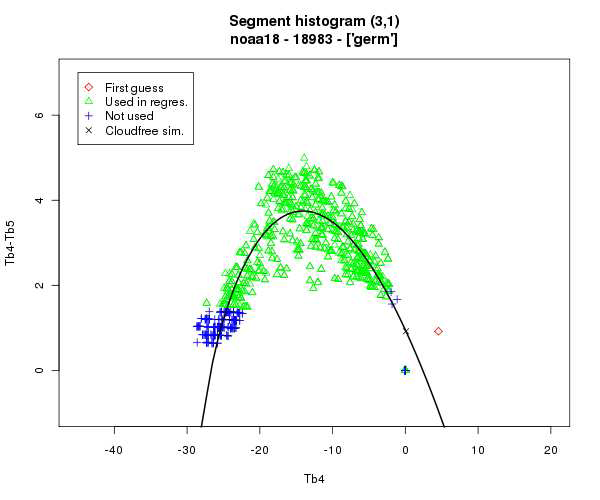 Segment histogram (3,1)
noaa18 - 18983 - ['germ']
First guess
Used in regres.
Not used
Cloudfree sim.
Tb4-Tb5
6
4
2
0
-40 -30 -20 -10 0 10 20
Tb4